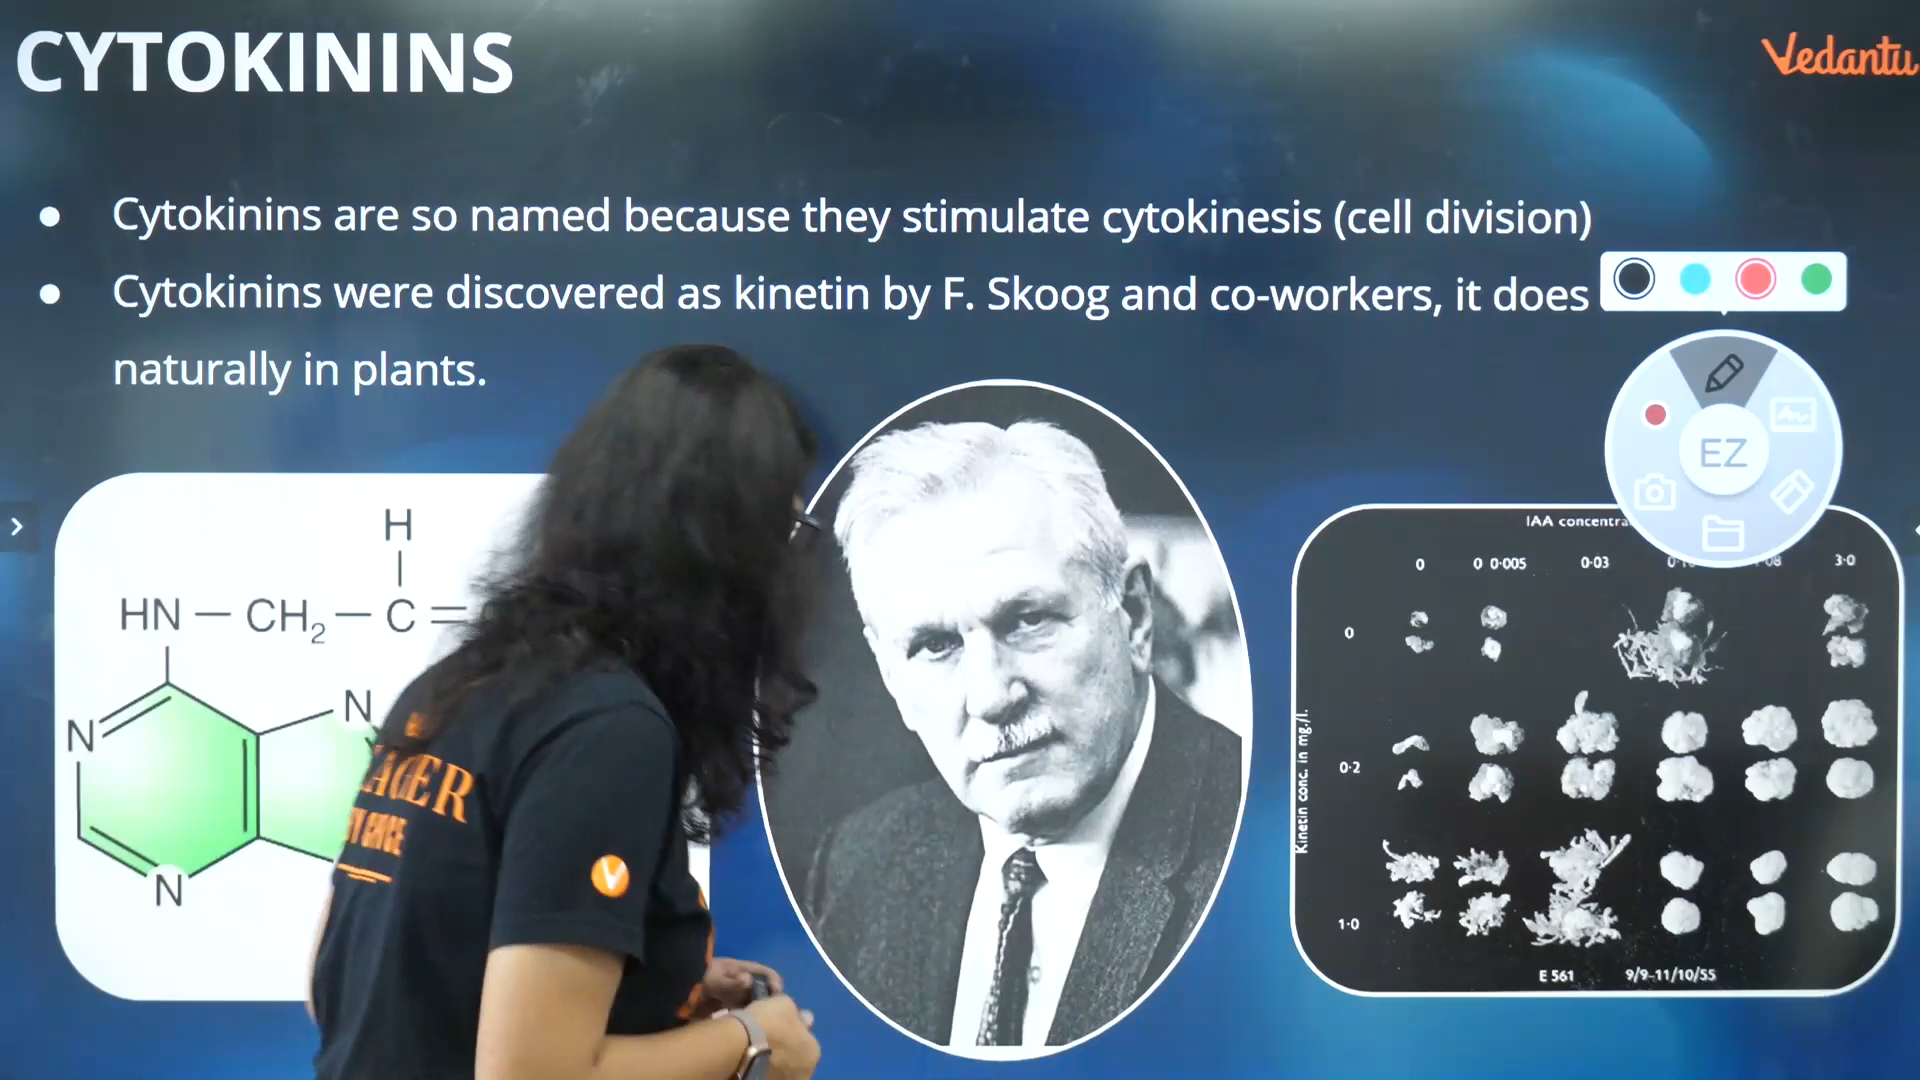 CYTOKININS
Vedantu
● Cytokinins are so named because they stimulate cytokinesis (cell division)
● Cytokinins were discovered as kinetin by F. Skoog and co-workers, it does
naturally in plants.
EZ
H
HN — CH2 — C =
N
N
N
V
IAA
0 0 0·005 0·03 3·0
0
Kinetin conc. in mg./l.
0·2
1·0
E 561 9/9–11/10/55